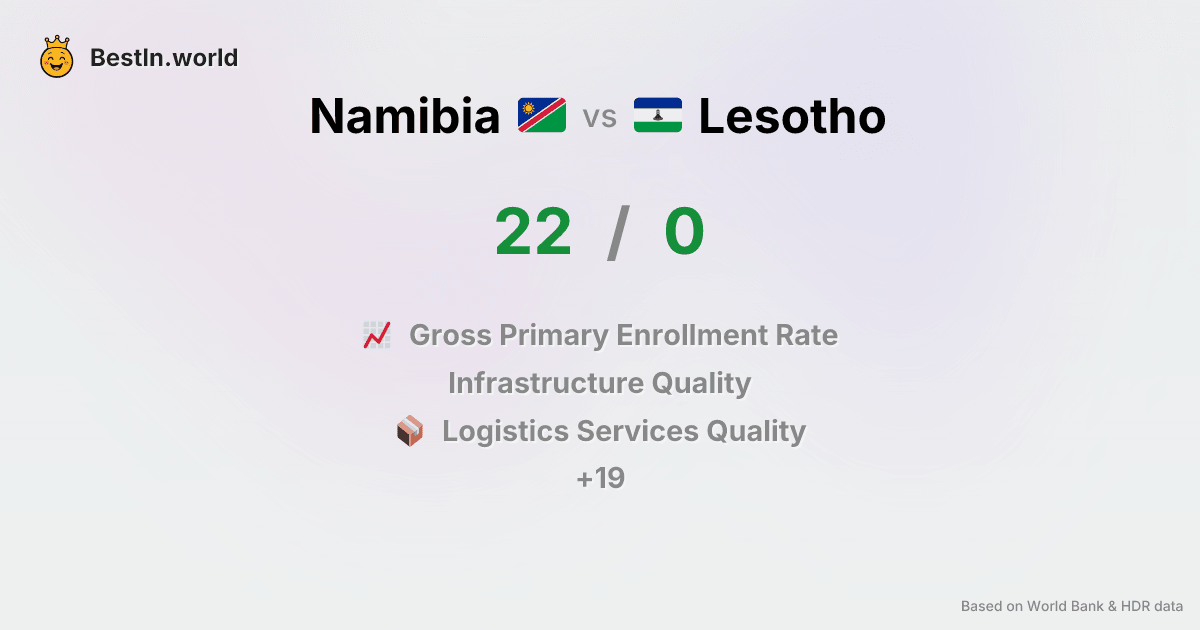 BestIn.world
Namibia vs Lesotho
22 / 0
Gross Primary Enrollment Rate
Infrastructure Quality
Logistics Services Quality
+19
Based on World Bank & HDR data